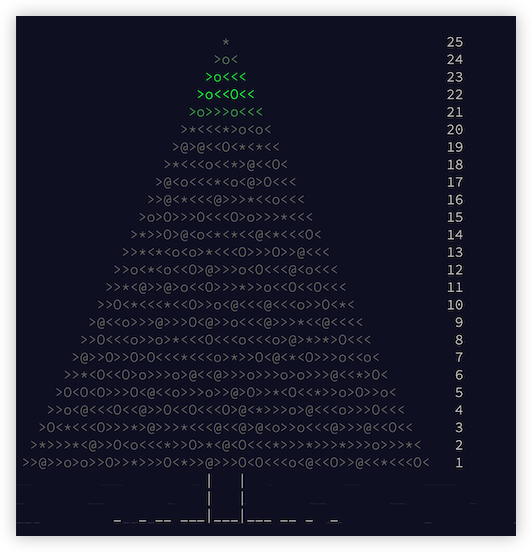 * 25
>o< 24
>o<<< 23
>o<<O<< 22
>o>>>o<<< 21
>*<<<*>o<o< 20
>@>@<<O<*<*<< 19
>*<<<o<<*>@<<O< 18
>@<o<<<*<o<@>O<<< 17
>>@<*<<<@>>>*<<o<<< 16
>o>O>>>O<<<O>o>>>*<<< 15
>*>>O>@<o<*<*<<@<*<<<O< 14
>>*<*<o<o>*<<<O>>>O>>@<<< 13
>>o<*<o<<O>@>>>o<O<<<@<o<<< 12
>>*<@>>@>o<<O>>>*>>o<<O<<O<<< 11
>>O<*<<<*<<O>>o<@<<<@<<<o>>O<*< 10
>@<<o>>>@>>>O<@>>o<<<@>>>*<<@<<<< 9
>>O<<<o>>o>*<<<O<<<o<<<o>@>*>*>O<<< 8
>@>>O>>O>O<<<*<<<o>*>>O<@<*<O>>>o<<o< 7
>>*<O<<O>o>>>o>@<<@>>>o>>>o>o>>>@<<*>O< 6
>O<O<O>>>O<@<<o>>>o>>@>O>>*<O<<*>>o>O>>o< 5
>>o<@<<<O<<@>>O<<O<<<O>@<*>>>o>@<<<o>>>O<<< 4
>O<*<<<O>>>*>@>>>*<<<@<<@>@<o>>o<<<@>>>@<<O<< 3
>*>>>*<@>>O<o<<<*>>O>*<@<O<<<*>>>*>>>*>>>o>>>*< 2
>>@>>o>>O>>*>>>O<*>>@>>>O<O<<<o<@<<O>>@<<*<<<O< 1